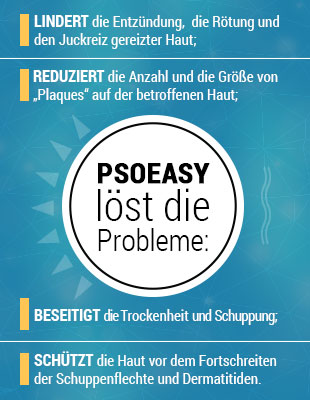 LINDERT die Entzündung, die Rötung und
den Juckreiz gereizter Haut;
REDUZIERT die Anzahl und die Größe von
„Plaques“ auf der betroffenen Haut;
PSOEASY
löst die
Probleme:
BESEITIGT die Trockenheit und Schuppung;
SCHÜTZT die Haut vor dem Fortschreiten
der Schuppenflechte und Dermatitiden.